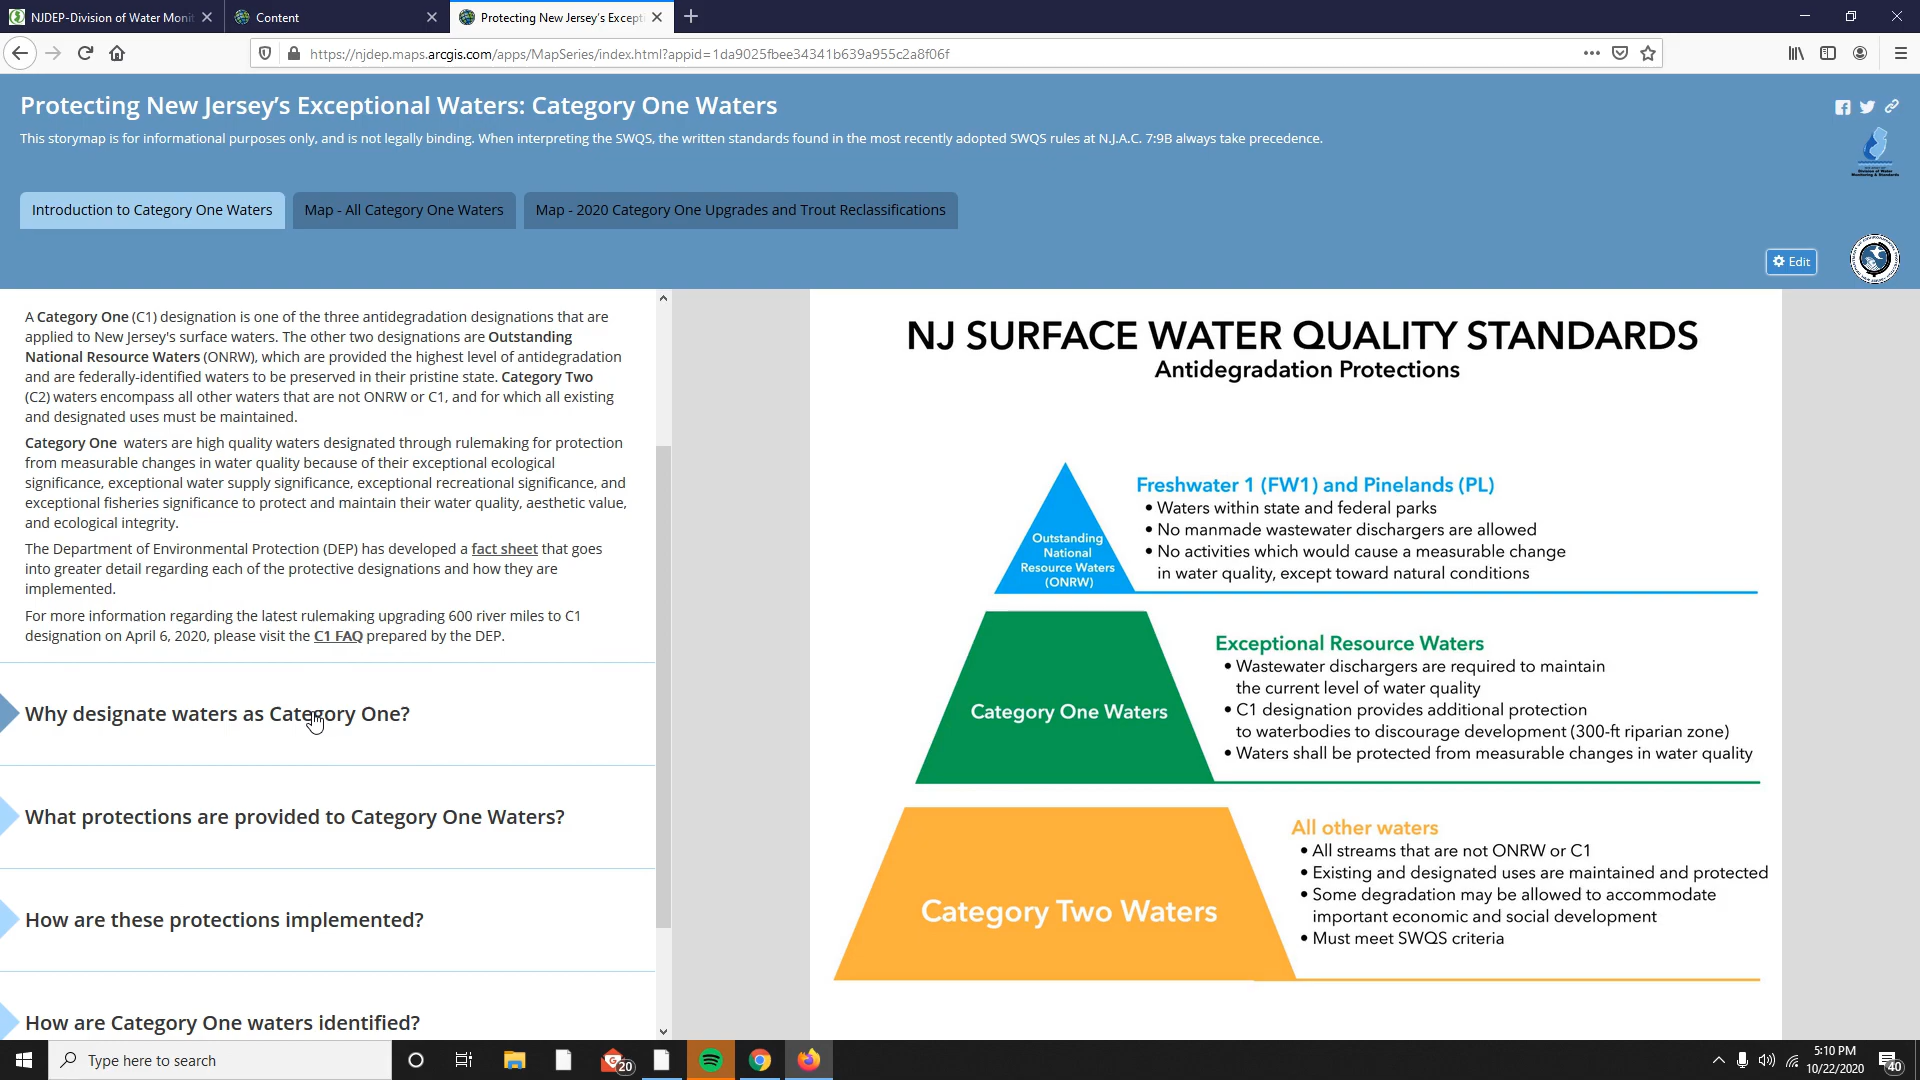 NJDEP-Division of Water Moni
Content
Protecting New Jersey's Except
https://njdep.maps.arcgis.com/apps/MapSeries/index.html?appid=1da9025fbee34341b639a955c2a8f06f
Protecting New Jersey's Exceptional Waters: Category One Waters
This storymap is for informational purposes only, and is not legally binding. When interpreting the SWQS, the written standards found in the most recently adopted SWQS rules at N.J.A.C. 7:9B always take precedence.
Introduction to Category One Waters
Map - All Category One Waters
Map - 2020 Category One Upgrades and Trout Reclassifications
Edit
A Category One (C1) designation is one of the three antidegradation designations that are
applied to New Jersey's surface waters. The other two designations are Outstanding
National Resource Waters (ONRW), which are provided the highest level of antidegradation
and are federally-identified waters to be preserved in their pristine state. Category Two
(C2) waters encompass all other waters that are not ONRW or C1, and for which all existing
and designated uses must be maintained.
Category One waters are high quality waters designated through rulemaking for protection
from measurable changes in water quality because of their exceptional ecological
significance, exceptional water supply significance, exceptional recreational significance, and
exceptional fisheries significance to protect and maintain their water quality, aesthetic value,
and ecological integrity.
The Department of Environmental Protection (DEP) has developed a fact sheet that goes
into greater detail regarding each of the protective designations and how they are
implemented.
For more information regarding the latest rulemaking upgrading 600 river miles to C1
designation on April 6, 2020, please visit the C1 FAQ prepared by the DEP.
Why designate waters as Category One?
What protections are provided to Category One Waters?
How are these protections implemented?
How are Category One waters identified?
NJ SURFACE WATER QUALITY STANDARDS
Antidegradation Protections
Outstanding
National
Resource Waters
(ONRW)
Freshwater 1 (FW1) and Pinelands (PL)
• Waters within state and federal parks
• No manmade wastewater dischargers are allowed
• No activities which would cause a measurable change
in water quality, except toward natural conditions
Category One Waters
Exceptional Resource Waters
• Wastewater dischargers are required to maintain
the current level of water quality
• C1 designation provides additional protection
to waterbodies to discourage development (300-ft riparian zone)
• Waters shall be protected from measurable changes in water quality
Category Two Waters
All other waters
• All streams that are not ONRW or C1
• Existing and designated uses are maintained and protected
• Some degradation may be allowed to accommodate
important economic and social development
• Must meet SWQS criteria
Type here to search
20
5:10 PM
10/22/2020
40